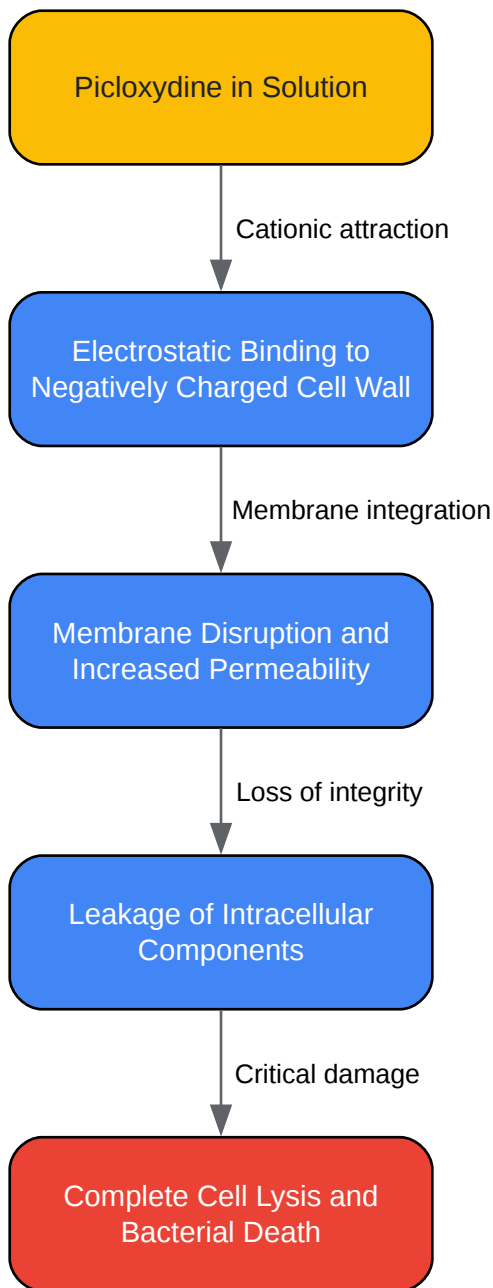 Picloxydine in Solution
Cationic attraction
Electrostatic Binding to
Negatively Charged Cell Wall
Membrane integration
Membrane Disruption and
Increased Permeability
Loss of integrity
Leakage of Intracellular
Components
Critical damage
Complete Cell Lysis and
Bacterial Death